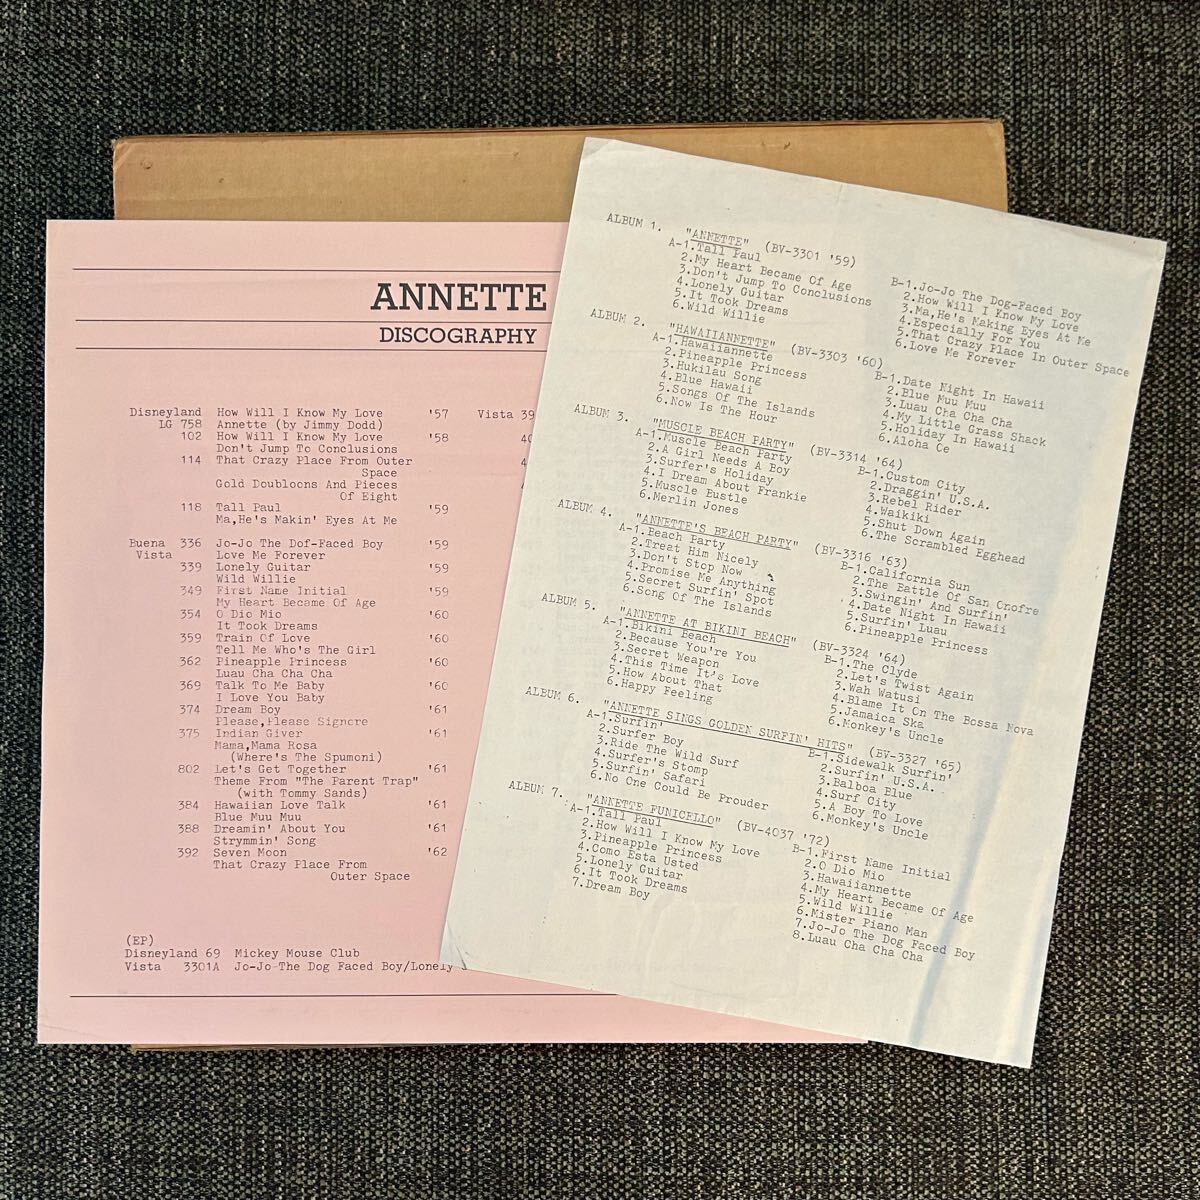 ANNETTE
DISCOGRAPHY
Disneyland How Will I Know My Love '57 Vista 39
LG 758 Annette (by Jimmy Dodd)
102 How Will I Know My Love '58
Don't Jump To Conclusions
114 That Crazy Place From Outer
Space
Gold Doublocns And Pieces
Of Eight
118 Tall Paul '59
Ma,He's Makin' Eyes At Me
Buena 336 Jo-Jo The Dof-Faced Boy '59
Vista Love Me Forever
339 Lonely Guitar '59
Wild Willie
349 First Name Initial '59
My Heart Became Of Age
354 O Dio Mio '60
It Took Dreams
359 Train Of Love '60
Tell Me Who's The Girl
362 Pineapple Princess '60
Luau Cha Cha Cha
369 Talk To Me Baby '60
I Love You Baby
374 Dream Boy '61
Please,Please Signore
375 Indian Giver '61
Mama,Mama Rosa
(Where's The Spumoni)
802 Let's Get Together '61
Theme From "The Parent Trap"
(with Tommy Sands)
384 Hawaiian Love Talk '61
Blue Muu Muu
388 Dreamin' About You '61
Strymmin' Song
392 Seven Moon '62
That Crazy Place From
Outer Space
(EP)
Disneyland 69 Mickey Mouse Club
Vista 3301A Jo-Jo The Dog Faced Boy/Lonely
ALBUM 1. "ANNETTE" (BV-3301 '59)
A-1.Tall Paul
2.My Heart Became Of Age
3.Don't Jump To Conclusions
4.Lonely Guitar
5.It Took Dreams
6.Wild Willie
B-1.Jo-Jo The Dog-Faced Boy
2.How Will I Know My Love
3.Ma,He's Making Eyes At Me
4.Especially For You
5.That Crazy Place In Outer Space
6.Love Me Forever
ALBUM 2. "HAWAIIANNETTE" (BV-3303 '60)
A-1.Hawaiiannette
2.Pineapple Princess
3.Hukilau Song
4.Blue Hawaii
5.Songs Of The Islands
6.Now Is The Hour
B-1.Date Night In Hawaii
2.Blue Muu Muu
3.Luau Cha Cha Cha
4.My Little Grass Shack
5.Holiday In Hawaii
6.Aloha Oe
ALBUM 3. "MUSCLE BEACH PARTY" (BV-3314 '64)
A-1.Muscle Beach Party
2.A Girl Needs A Boy
3.Surfer's Holiday
4.I Dream About Frankie
5.Muscle Bustle
6.Merlin Jones
B-1.Custom City
2.Draggin' U.S.A.
3.Rebel Rider
4.Waikiki
5.Shut Down Again
6.The Scrambled Egghead
ALBUM 4. "ANNETTE'S BEACH PARTY" (BV-3316 '63)
A-1.Beach Party
2.Treat Him Nicely
3.Don't Stop Now
4.Promise Me Anything
5.Secret Surfin' Spot
6.Song Of The Islands
B-1.California Sun
2.The Battle Of San Onofre
3.Swingin' And Surfin'
4.Date Night In Hawaii
5.Surfin' Luau
6.Pineapple Princess
ALBUM 5. "ANNETTE AT BIKINI BEACH" (BV-3324 '64)
A-1.Bikini Beach
2.Because You're You
3.Secret Weapon
4.This Time It's Love
5.How About That
6.Happy Feeling
B-1.The Clyde
2.Let's Twist Again
3.Wah Watusi
4.Blame It On The Bossa Nova
5.Jamaica Ska
6.Monkey's Uncle
ALBUM 6. "ANNETTE SINGS GOLDEN SURFIN' HITS" (BV-3327 '65)
A-1.Surfin'
2.Surfer Boy
3.Ride The Wild Surf
4.Surfer's Stomp
5.Surfin' Safari
6.No One Could Be Prouder
B-1.Sidewalk Surfin'
2.Surfin' U.S.A.
3.Balboa Blue
4.Surf City
5.A Boy To Love
6.Monkey's Uncle
ALBUM 7. "ANNETTE FUNICELLO" (BV-4037 '72)
A-1.Tall Paul
2.How Will I Know My Love
3.Pineapple Princess
4.Como Esta Usted
5.Lonely Guitar
6.It Took Dreams
7.Dream Boy
B-1.First Name Initial
2.O Dio Mio
3.Hawaiiannette
4.My Heart Became Of Age
5.Wild Willie
6.Mister Piano Man
7.Jo-Jo The Dog Faced Boy
8.Luau Cha Cha Cha